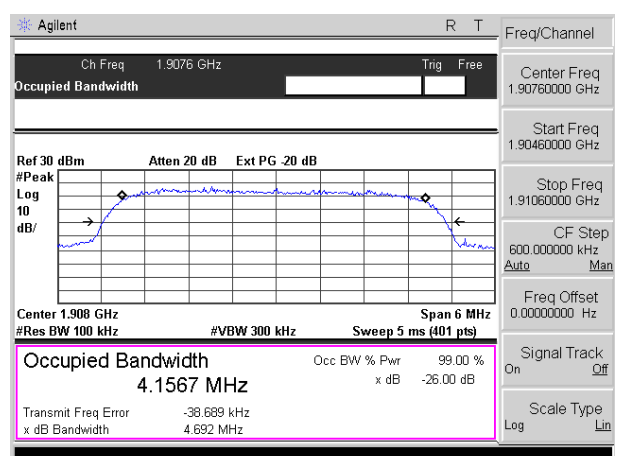 Agilent R T
Freq/Channel
Ch Freq 1.9076 GHz Trig Free
Occupied Bandwidth
Center Freq
1.90760000 GHz
Start Freq
1.90460000 GHz
Stop Freq
1.91060000 GHz
CF Step
600.000000 kHz
Auto Man
Freq Offset
0.00000000 Hz
Signal Track
On Off
Scale Type
Log Lin
Ref 30 dBm Atten 20 dB Ext PG -20 dB
#Peak
Log
10
dB/
Center 1.908 GHz Span 6 MHz
#Res BW 100 kHz #VBW 300 kHz Sweep 5 ms (401 pts)
Occupied Bandwidth Occ BW % Pwr 99.00 %
4.1567 MHz x dB -26.00 dB
Transmit Freq Error -38.689 kHz
x dB Bandwidth 4.692 MHz